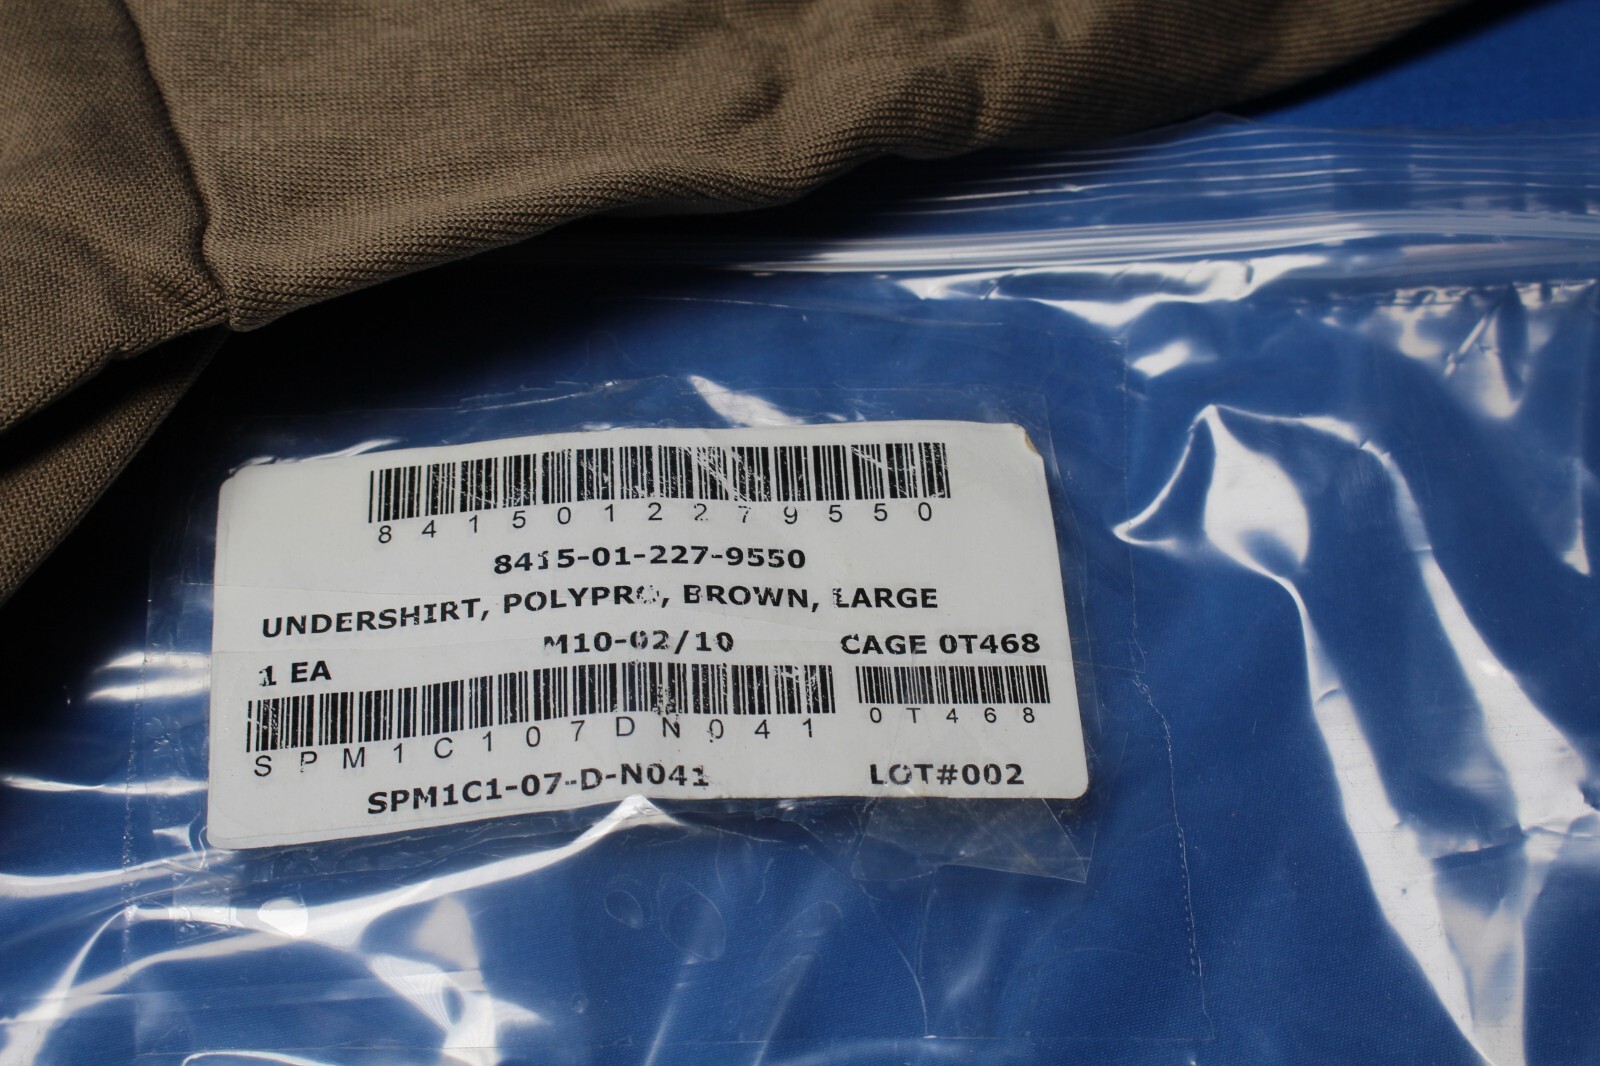 8415012279550
8415-01-227-9550
UNDERSHIRT, POLYPRO, BROWN, LARGE
1 EA M10-02/10 CAGE 0T468
SPM1C107DN041 0T468
SPM1C1-07-D-N041 LOT#002